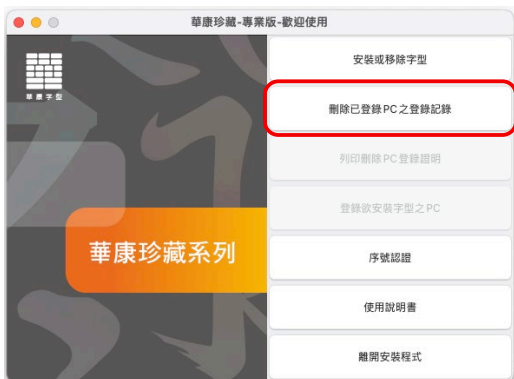 華康珍藏-專業版-歡迎使用
華康字型
華康珍藏系列
安裝或移除字型
刪除已登錄PC之登錄記錄
列印刪除PC登錄證明
登錄欲安裝字型之PC
序號認證
使用說明書
離開安裝程式